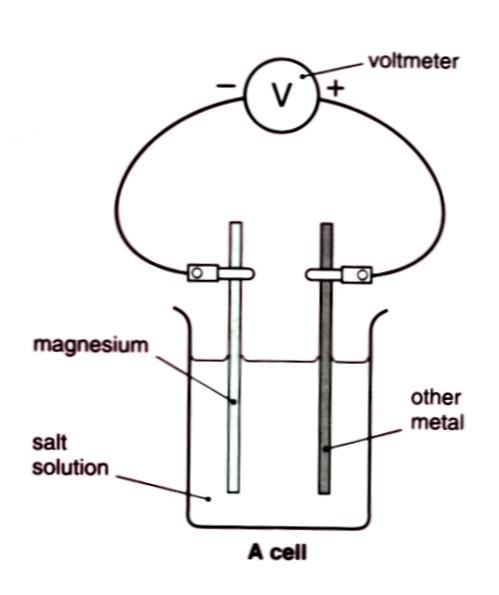 voltmeter
− V +
magnesium
other
metal
salt
solution
A cell